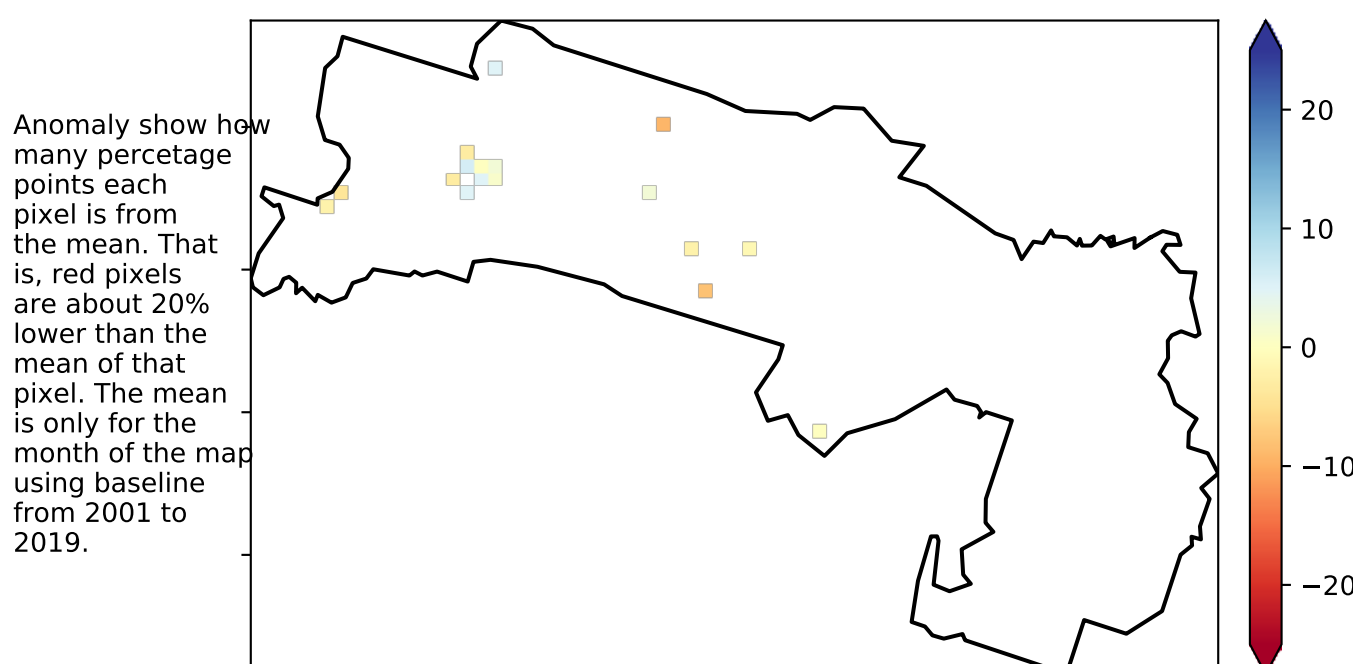 Anomaly show how
many percetage
points each
pixel is from
the mean. That
is, red pixels
are about 20%
lower than the
mean of that
pixel. The mean
is only for the
month of the map
using baseline
from 2001 to
2019.
20
10
0
−10
−20